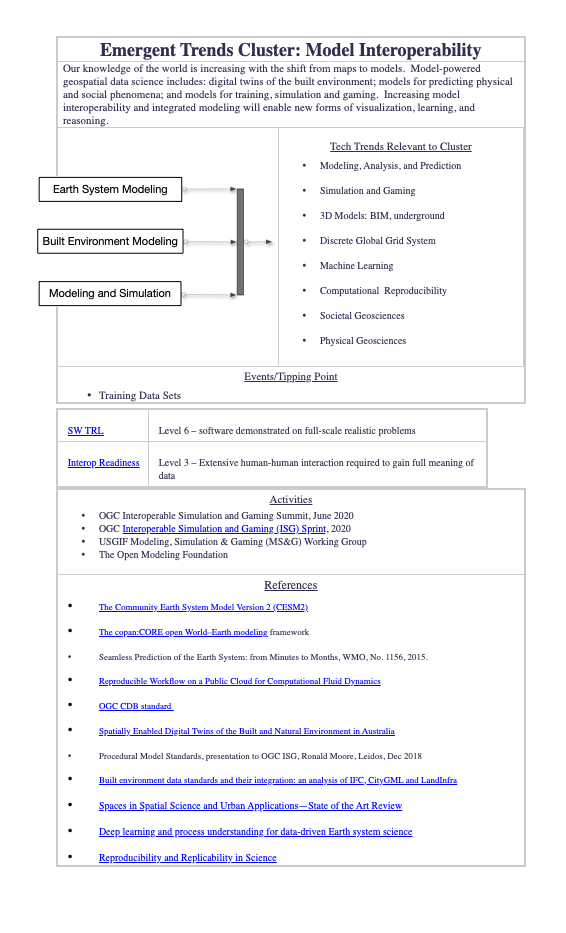 Emergent Trends Cluster: Model Interoperability
Our knowledge of the world is increasing with the shift from maps to models.  Model-powered
geospatial data science includes: digital twins of the built environment; models for predicting physical
and social phenomena; and models for training, simulation and gaming.  Increasing model
interoperability and integrated modeling will enable new forms of visualization, learning, and
reasoning.
Earth System Modeling
Built Environment Modeling
Modeling and Simulation
Tech Trends Relevant to Cluster
• Modeling, Analysis, and Prediction
• Simulation and Gaming
• 3D Models: BIM, underground
• Discrete Global Grid System
• Machine Learning
• Computational  Reproducibility
• Societal Geosciences
• Physical Geosciences
Events/Tipping Point
• Training Data Sets
SW TRL
Level 6 – software demonstrated on full-scale realistic problems
Interop Readiness
Level 3 – Extensive human-human interaction required to gain full meaning of
data
Activities
• OGC Interoperable Simulation and Gaming Summit, June 2020
• OGC Interoperable Simulation and Gaming (ISG) Sprint, 2020
• USGIF Modeling, Simulation & Gaming (MS&G) Working Group
• The Open Modeling Foundation
References
• The Community Earth System Model Version 2 (CESM2)
• The copan:CORE open World–Earth modeling framework
• Seamless Prediction of the Earth System: from Minutes to Months, WMO, No. 1156, 2015.
• Reproducible Workflow on a Public Cloud for Computational Fluid Dynamics
• OGC CDB standard
• Spatially Enabled Digital Twins of the Built and Natural Environment in Australia
• Procedural Model Standards, presentation to OGC ISG, Ronald Moore, Leidos, Dec 2018
• Built environment data standards and their integration: an analysis of IFC, CityGML and LandInfra
• Spaces in Spatial Science and Urban Applications—State of the Art Review
• Deep learning and process understanding for data-driven Earth system science
• Reproducibility and Replicability in Science